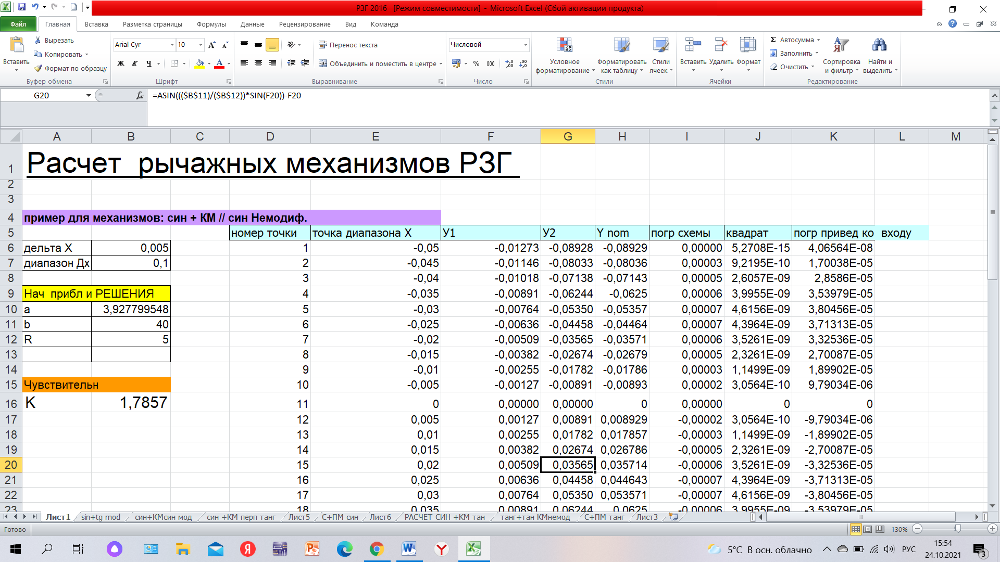 РЗГ 2016 [Режим совместимости] - Microsoft Excel (Сбой активации продукта)
Файл Главная Вставка Разметка страницы Формулы Данные Рецензирование Вид Команда
Вставить
Вырезать
Копировать
Формат по образцу
Буфер обмена
Arial Cyr 10
Ж К Ч
Шрифт
Перенос текста
Объединить и поместить в центре
Выравнивание
Числовой
% 000
Число
Условное форматирование
Форматировать как таблицу
Стили ячеек
Стили
Вставить Удалить Формат
Ячейки
Σ Автосумма
Заполнить
Очистить
Сортировка и фильтр
Найти и выделить
Редактирование
G20 fx =ASIN((($B$11)/($B$12))*SIN(F20))-F20
A B C D E F G H I J K L M
1 Расчет рычажных механизмов РЗГ
2
3
4 пример для механизмов: син + КМ // син Немодиф.
5 номер точки точка диапазона X У1 У2 Y nom погр схемы квадрат погр привед ко входу
6 дельта X 0,005 1 -0,05 -0,01273 -0,08928 -0,08929 0,00000 5,2708E-15 4,06564E-08
7 диапазон Дх 0,1 2 -0,045 -0,01146 -0,08033 -0,08036 0,00003 9,2195E-10 1,70038E-05
8 3 -0,04 -0,01018 -0,07138 -0,07143 0,00005 2,6057E-09 2,8586E-05
9 Нач прибл и РЕШЕНИЯ 4 -0,035 -0,00891 -0,06244 -0,0625 0,00006 3,9955E-09 3,53979E-05
10 a 3,927799548 5 -0,03 -0,00764 -0,05350 -0,05357 0,00007 4,6156E-09 3,80456E-05
11 b 40 6 -0,025 -0,00636 -0,04458 -0,04464 0,00007 4,3964E-09 3,71313E-05
12 R 5 7 -0,02 -0,00509 -0,03565 -0,03571 0,00006 3,5261E-09 3,32536E-05
13 8 -0,015 -0,00382 -0,02674 -0,02679 0,00005 2,3261E-09 2,70087E-05
14 9 -0,01 -0,00255 -0,01782 -0,01786 0,00003 1,1499E-09 1,89902E-05
15 Чувствительн 10 -0,005 -0,00127 -0,00891 -0,00893 0,00002 3,0564E-10 9,79034E-06
16 K 1,7857 11 0 0,00000 0,00000 0 0,00000 0 0
17 12 0,005 0,00127 0,00891 0,008929 -0,00002 3,0564E-10 -9,79034E-06
18 13 0,01 0,00255 0,01782 0,017857 -0,00003 1,1499E-09 -1,89902E-05
19 14 0,015 0,00382 0,02674 0,026786 -0,00005 2,3261E-09 -2,70087E-05
20 15 0,02 0,00509 0,03565 0,035714 -0,00006 3,5261E-09 -3,32536E-05
21 16 0,025 0,00636 0,04458 0,044643 -0,00007 4,3964E-09 -3,71313E-05
22 17 0,03 0,00764 0,05350 0,053571 -0,00007 4,6156E-09 -3,80456E-05
23 18 0,035 0,00891 0,06244 0,0625 -0,00006 3,9955E-09 -3,53979E-05
Лист1 sin+tg mod син+КМсин мод син +КМ перп танг Лист5 С+ПМ син Лист6 РАСЧЕТ СИН +КМ тан танг+тан КМнемод С+ПМ танг Лист3
Готово 130%
5°C В осн. облачно РУС 15:54
24.10.2021
3